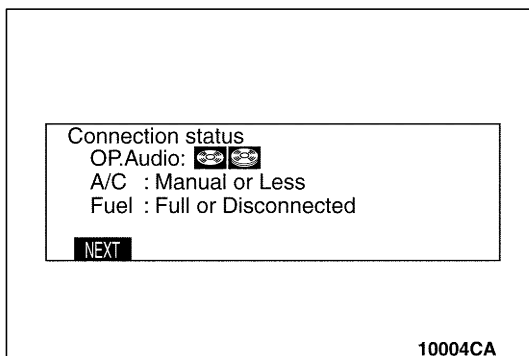 Connection status
OP.Audio:
A/C : Manual or Less
Fuel : Full or Disconnected
NEXT
10004CA